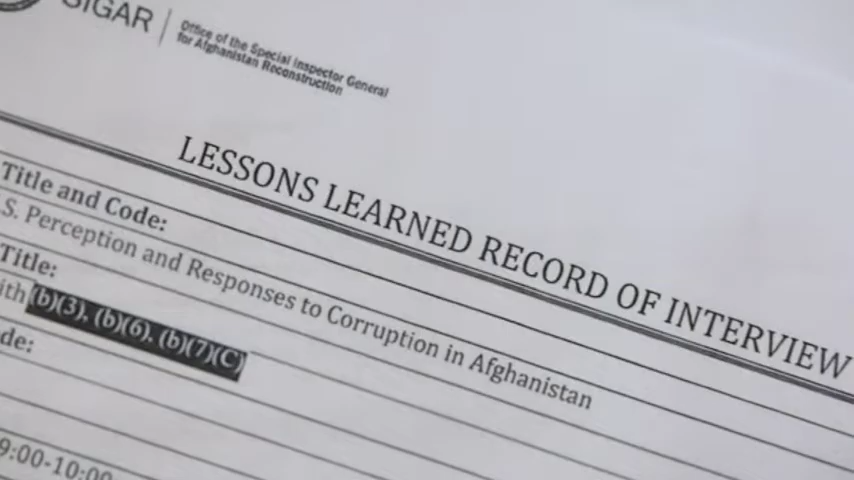 SIGAR
Office of the Special Inspector General
for Afghanistan Reconstruction
LESSONS LEARNED RECORD OF INTERVIEW
Title and Code:
.S. Perception and Responses to Corruption in Afghanistan
Title:
ith (b)(3), (b)(6), (b)(7)(C)
de:
9:00-10:00